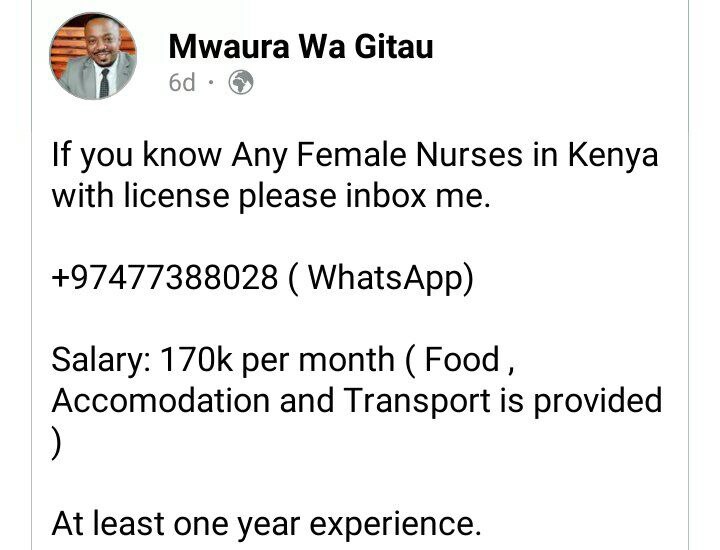 Mwaura Wa Gitau
6d ·
If you know Any Female Nurses in Kenya
with license please inbox me.
+97477388028 ( WhatsApp)
Salary: 170k per month ( Food ,
Accomodation and Transport is provided
)
At least one year experience.